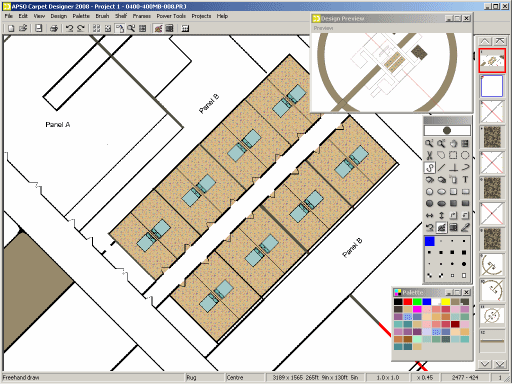 APSO Carpet Designer 2008 - Project 1 - 0400-400MB-008.PRJ
File Edit Insert Design Palette Brush Shelf Frames Power Tools Projects Help
Design Preview
Preview
Panel B
Panel A
Panel B
Palette
Freehand draw Rug Centre 3189 x 1565 265ft 9in x 130ft 5in 1.0 x 1.0 x 0.45 2477 - 424 1